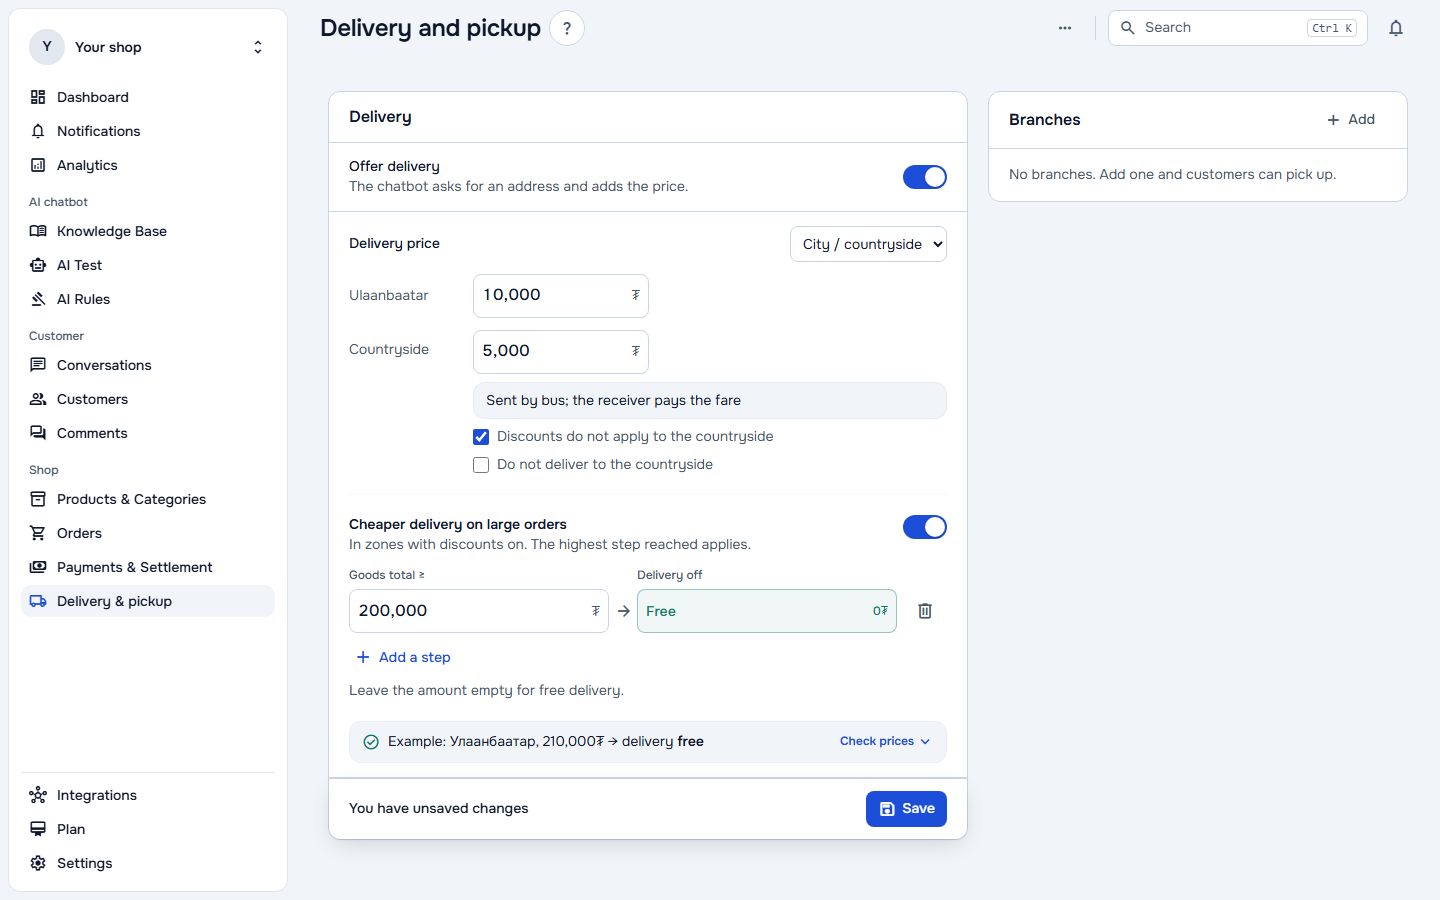 Y
Your shop
Dashboard
Notifications
Analytics
AI chatbot
Knowledge Base
AI Test
AI Rules
Customer
Conversations
Customers
Comments
Shop
Products & Categories
Orders
Payments & Settlement
Delivery & pickup
Integrations
Plan
Settings
Delivery and pickup ?
Search Ctrl K
Delivery
Offer delivery
The chatbot asks for an address and adds the price.
Delivery price City / countryside
Ulaanbaatar 10,000 ₮
Countryside 5,000 ₮
Sent by bus; the receiver pays the fare
Discounts do not apply to the countryside
Do not deliver to the countryside
Cheaper delivery on large orders
In zones with discounts on. The highest step reached applies.
Goods total ≥ Delivery off
200,000 ₮ → Free 0₮
+ Add a step
Leave the amount empty for free delivery.
Example: Улаанбаатар, 210,000₮ → delivery free Check prices
You have unsaved changes Save
Branches + Add
No branches. Add one and customers can pick up.